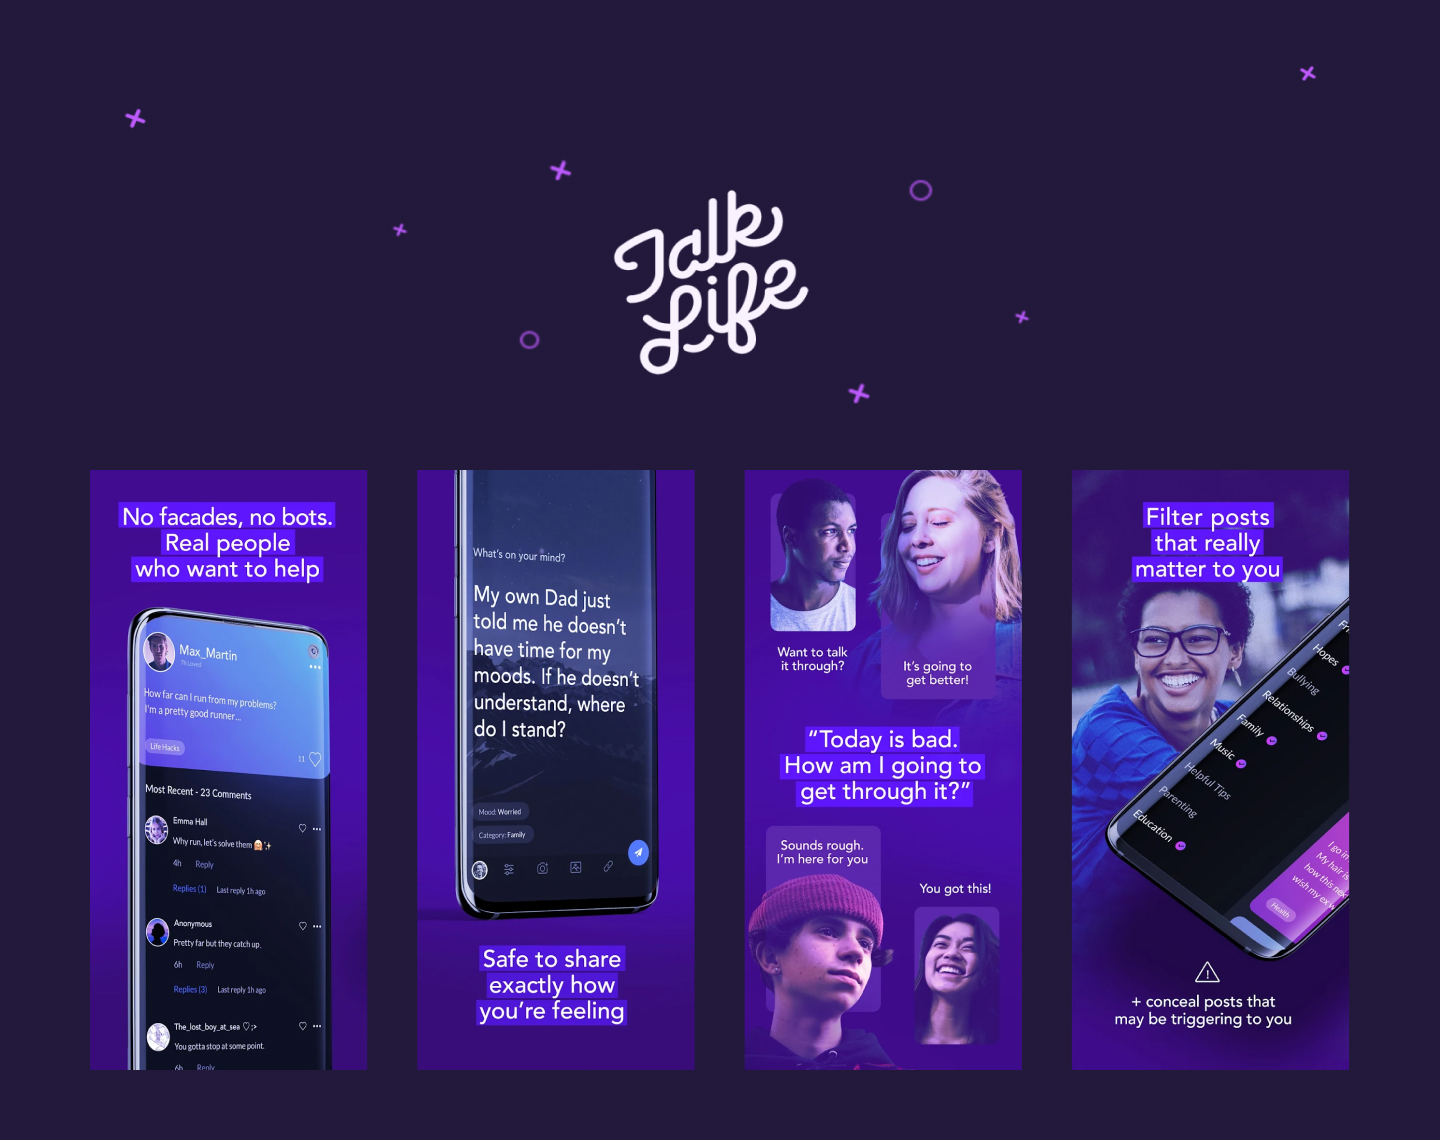 Talk
Life
No facades, no bots.
Real people
who want to help
Max_Martin
How far can I run from my problems?
I'm a pretty good runner...
Life Hacks
11
Most Recent - 23 Comments
Emma Hall
Why run, let's solve them
4h Reply
Replies (1) Last reply 1h ago
Anonymous
Pretty far but they catch up.
6h Reply
Replies (3) Last reply 1h ago
The_lost_boy_at_sea ♡;>
You gotta stop at some point.
6h Reply
What's on your mind?
My own Dad just
told me he doesn't
have time for my
moods. If he doesn't
understand, where
do I stand?
Mood: Worried
Category: Family
Safe to share
exactly how
you're feeling
Want to talk
it through?
It's going to
get better!
“Today is bad.
How am I going to
get through it?”
Sounds rough.
I'm here for you
You got this!
Filter posts
that really
matter to you
Hopes
Bullying
Relationships
Family
Music
Helpful Tips
Parenting
Education
I go in
My hair is
how this nex
wish my ex w
Health
+ conceal posts that
may be triggering to you